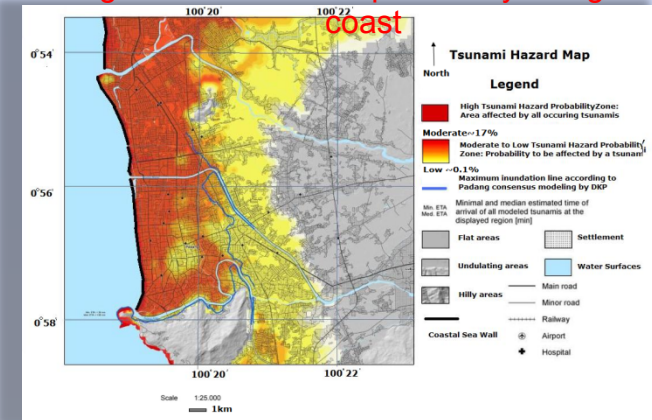 coast
100°20'
100°22'
0°54'
0°56'
0°58'
100°20'
100°22'
Scale 1:25.000
1km
North
Tsunami Hazard Map
Legend
High Tsunami Hazard ProbabilityZone:
Area affected by all occuring tsunamis
Moderate~17%
Moderate to Low Tsunami Hazard Probability
Zone: Probability to be affected by a tsunami
Low ~0.1%
Maximum inundation line according to
Padang consensus modeling by DKP
Min. ETA
Med. ETA
Minimal and median estimated time of
arrival of all modeled tsunamis at the
displayed region [min]
Flat areas
Settlement
Undulating areas
Water Surfaces
Hilly areas
Main road
Minor road
Railway
Coastal Sea Wall
Airport
Hospital